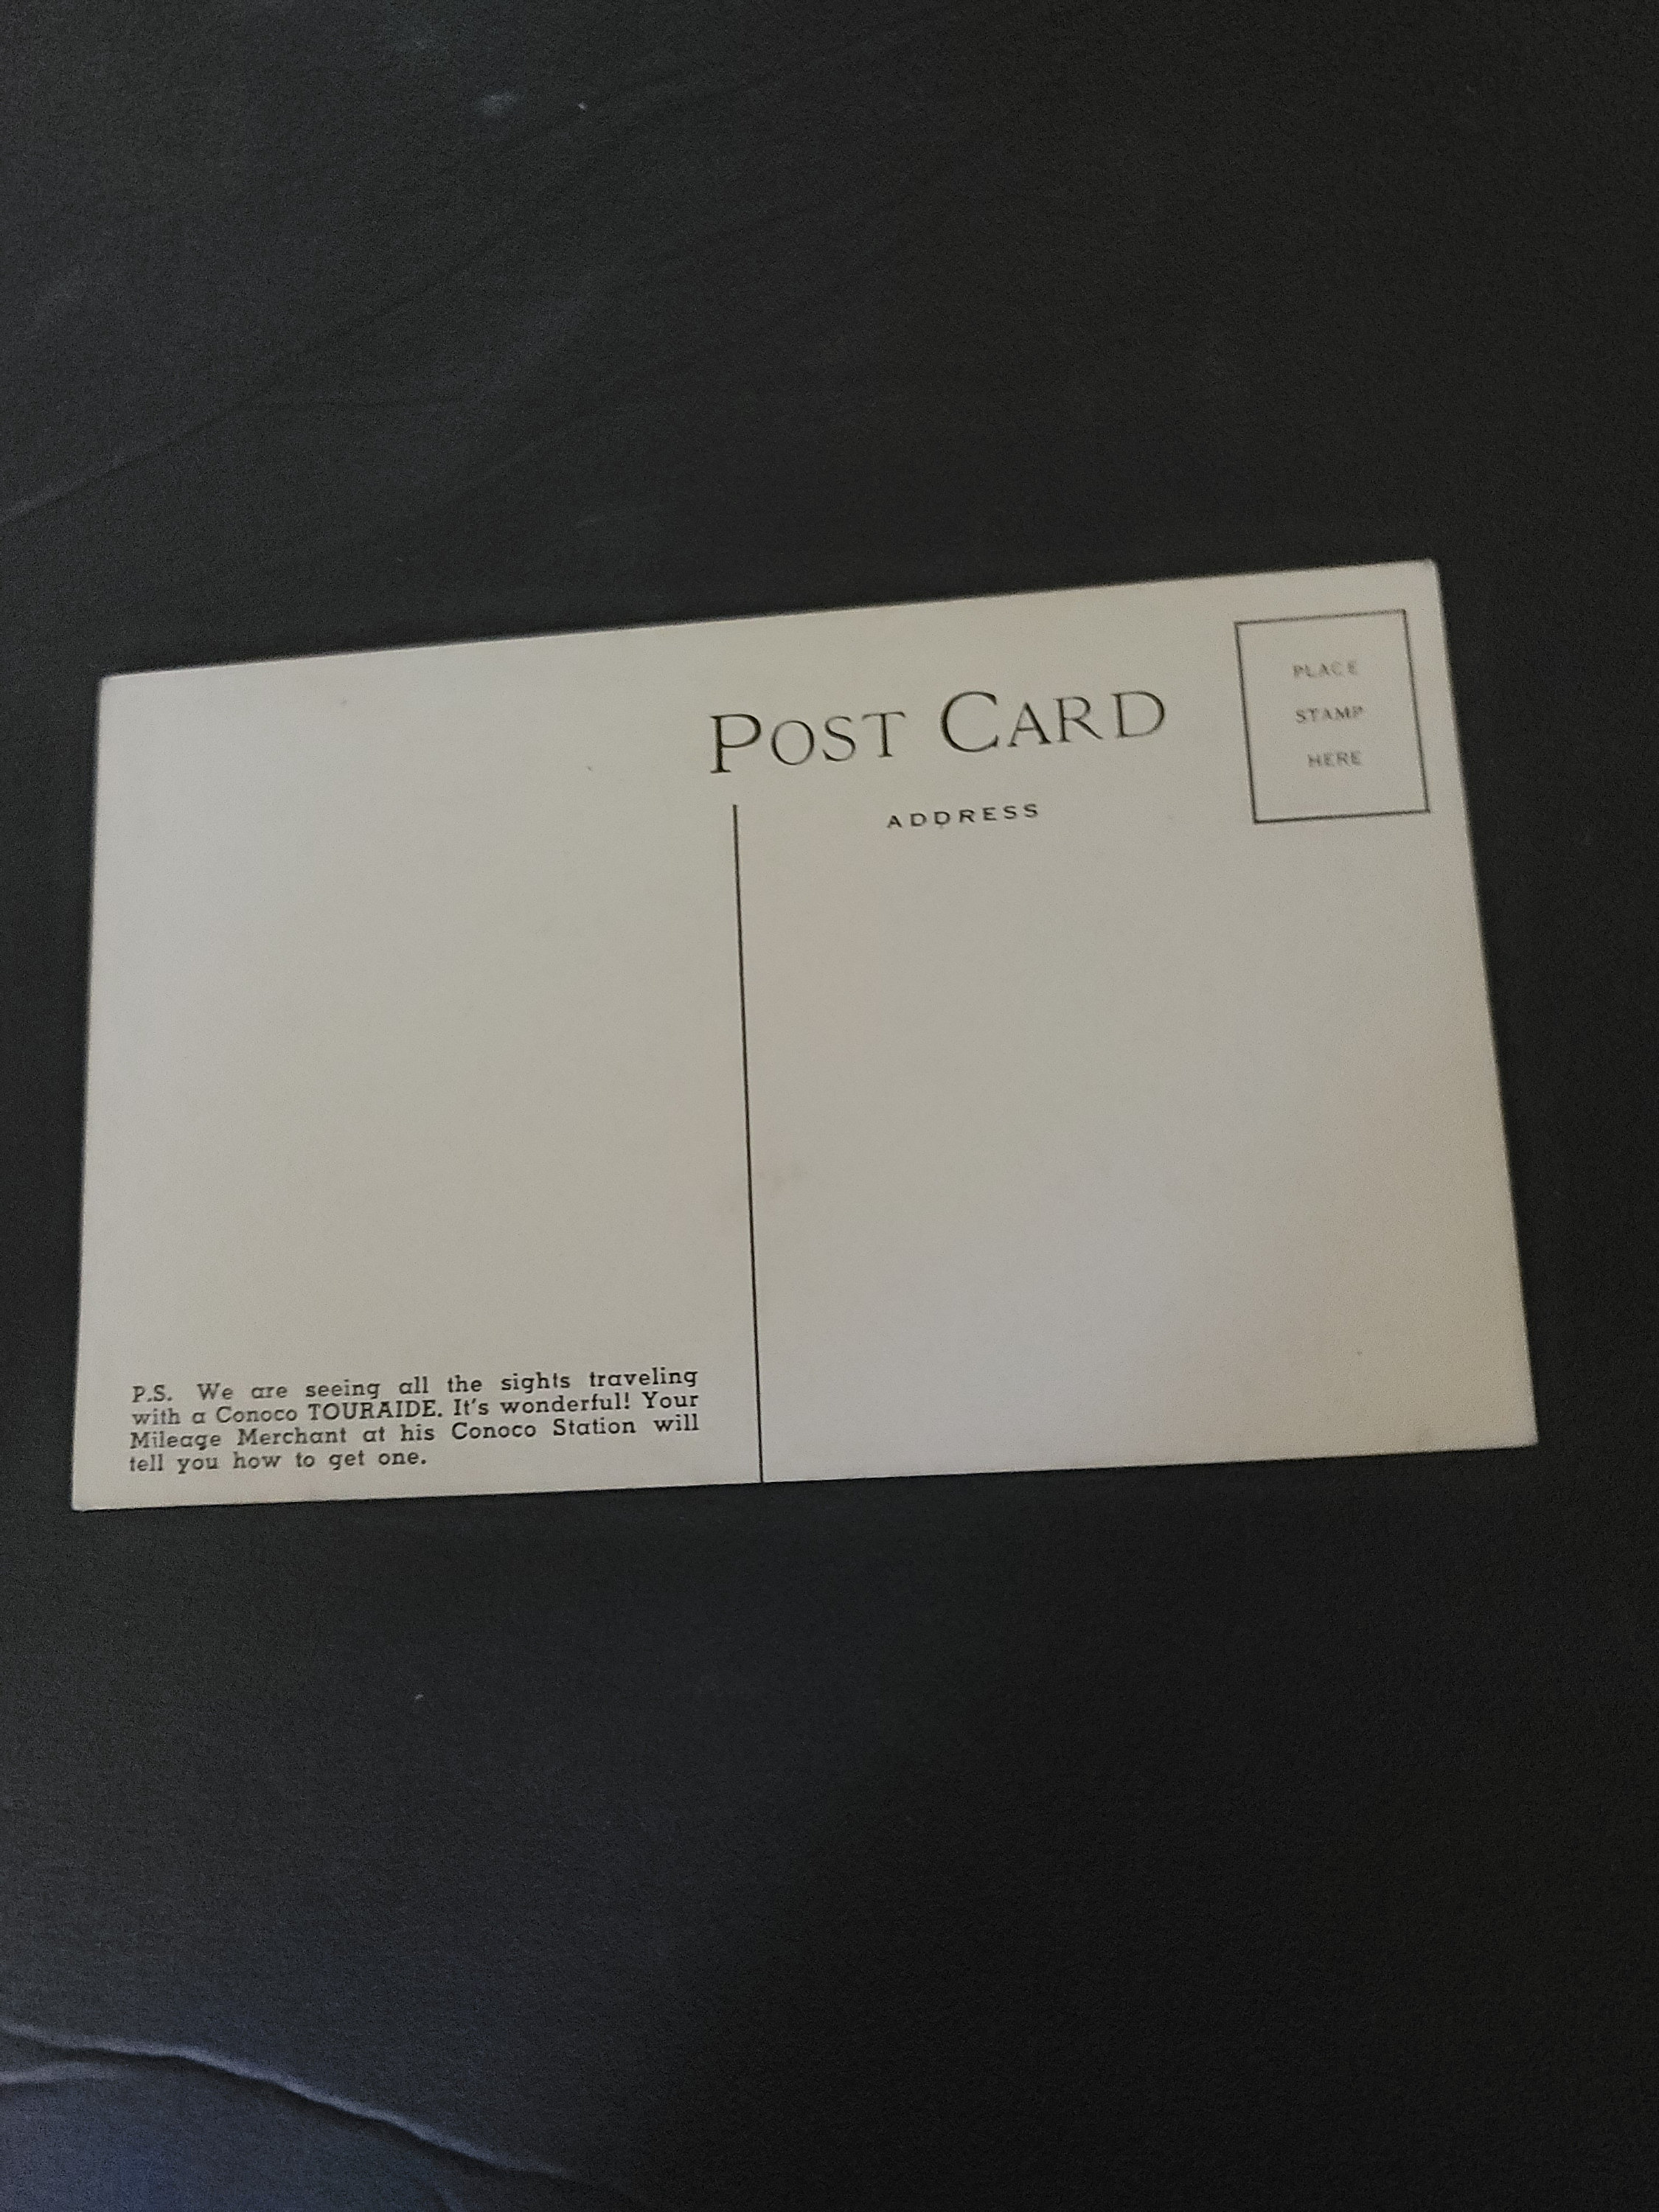 POST CARD
PLACE
STAMP
HERE
ADDRESS
P.S. We are seeing all the sights traveling
with a Conoco TOURAIDE. It's wonderful! Your
Mileage Merchant at his Conoco Station will
tell you how to get one.